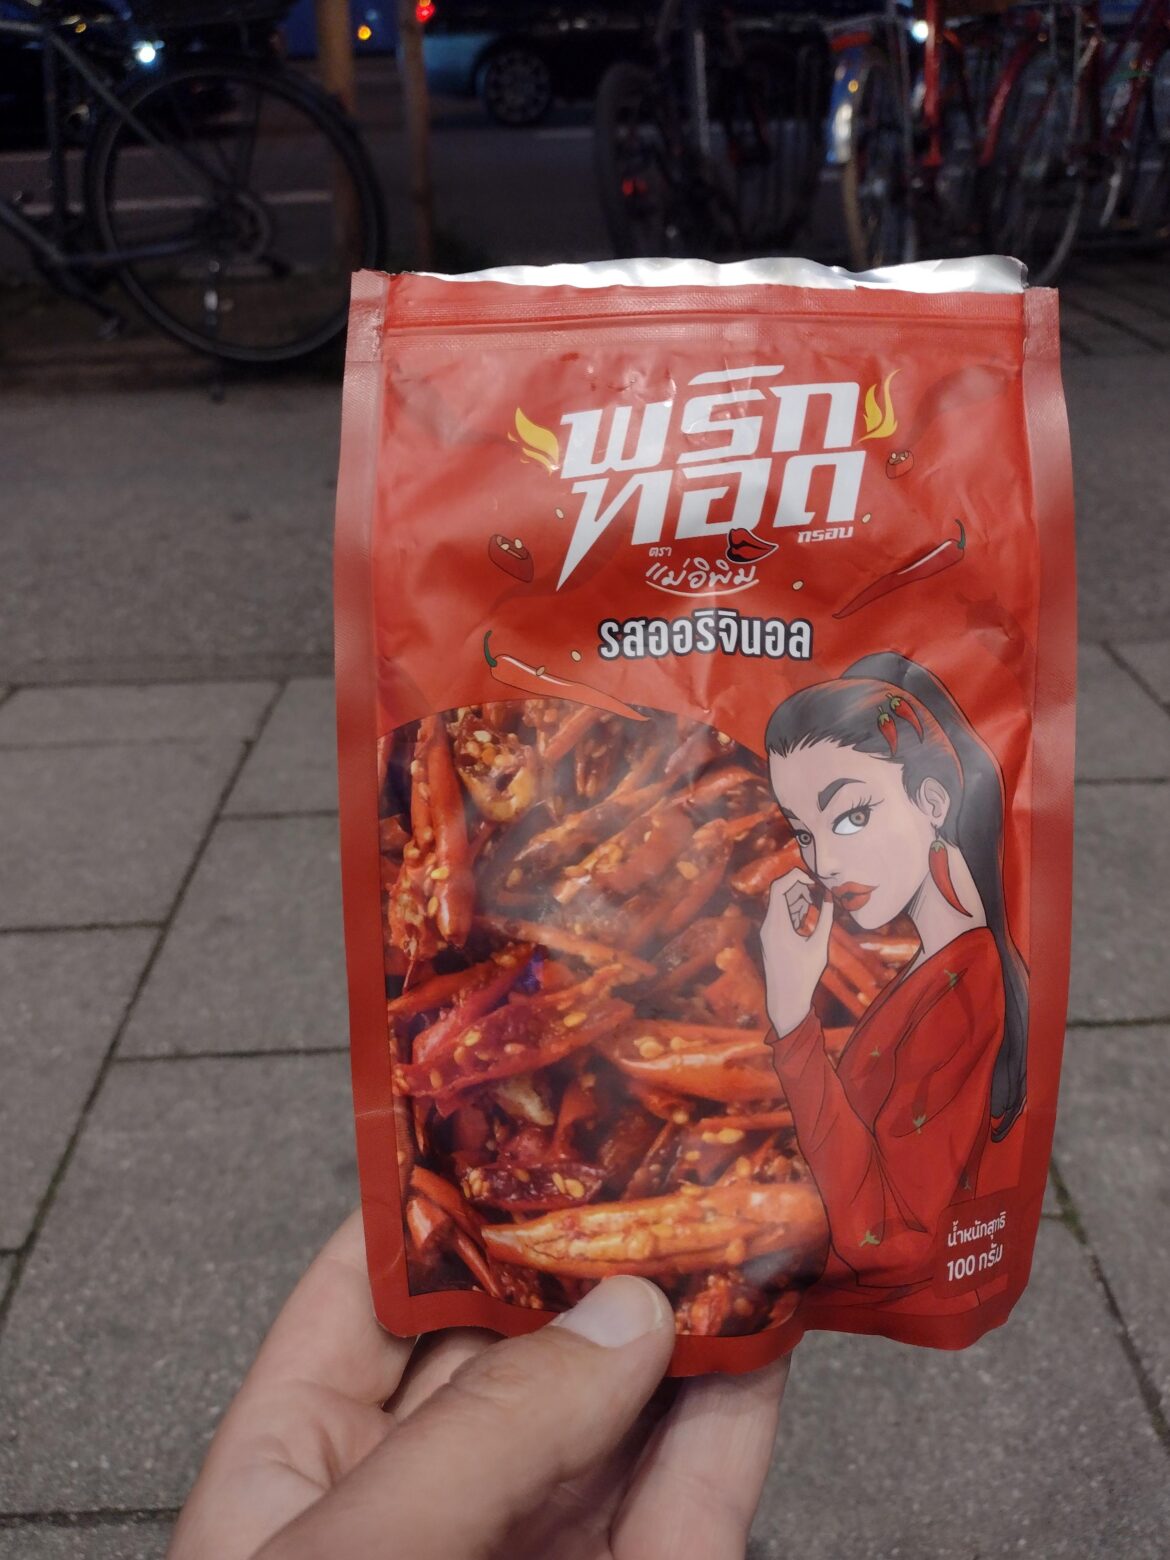 พริก
ทอด
กรอบ
ตรา
แม่อิพิม
รสออริจินอล
น้ำหนักสุทธิ
100 กรัม